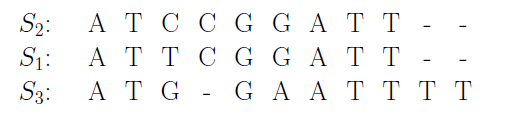 S₂: A T C C G G A T T - -
S₁: A T T C G G A T T - -
S₃: A T G - G A A T T T T